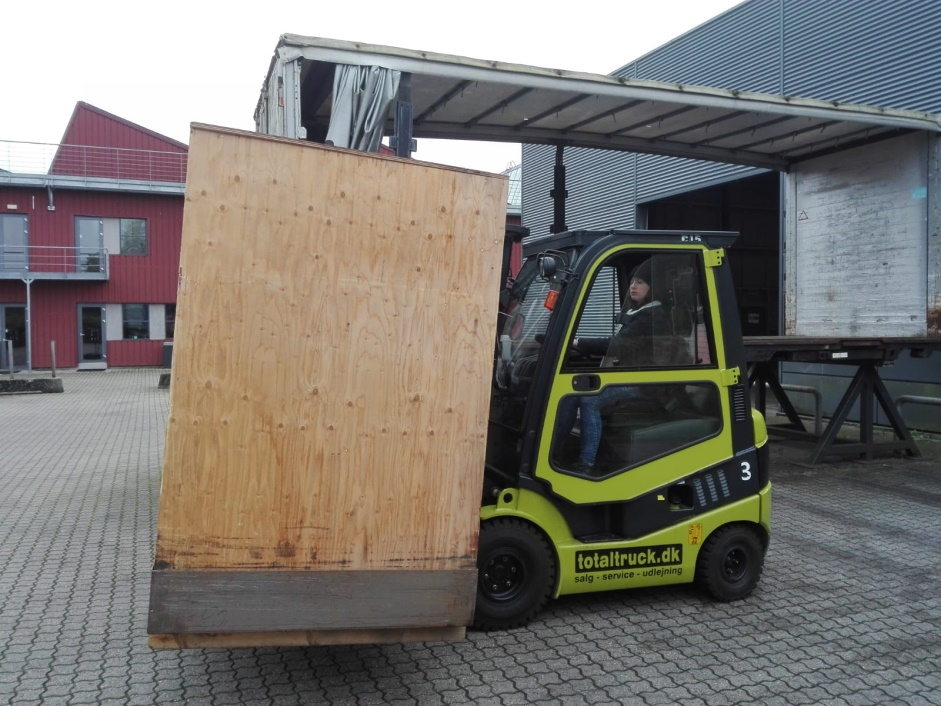 E15
3
totaltruck.dk
salg - service - udlejning